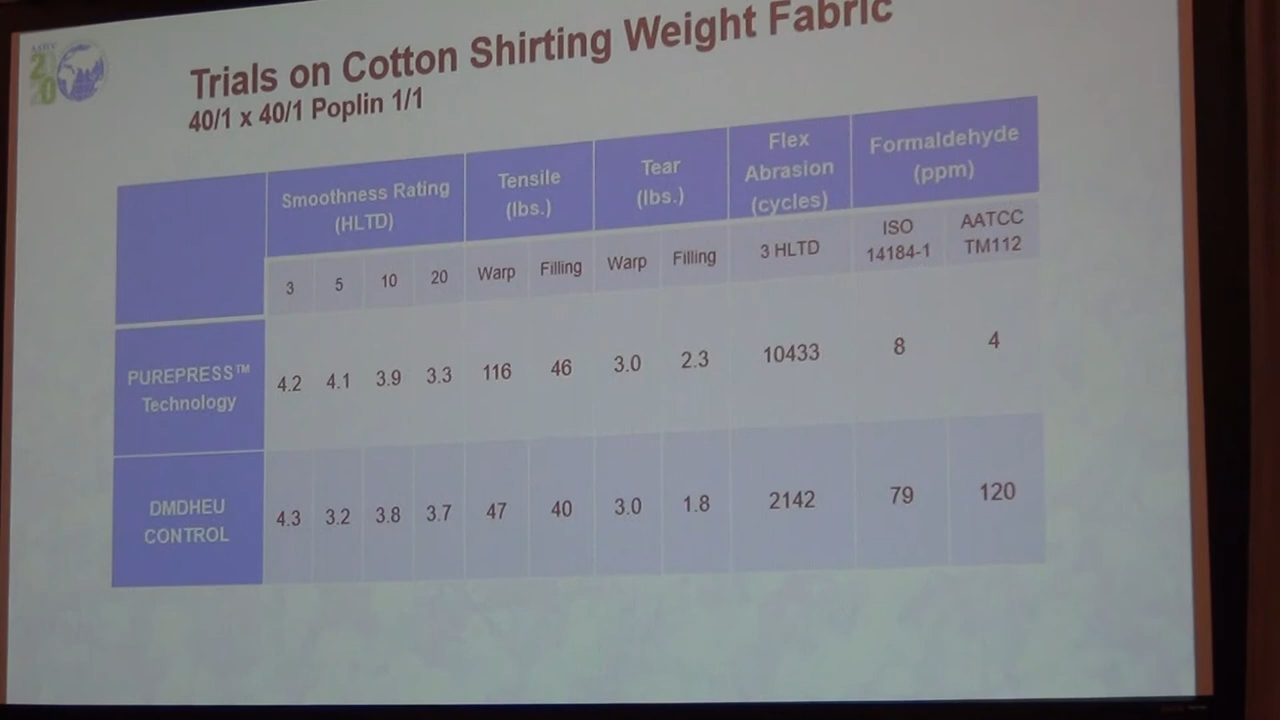 Trials on Cotton Shirting Weight Fabric
40/1 x 40/1 Poplin 1/1
Smoothness Rating
(HLTD)
Tensile
(lbs.)
Tear
(lbs.)
Flex
Abrasion
(cycles)
Formaldehyde
(ppm)
3 5 10 20 Warp Filling Warp Filling 3 HLTD ISO 14184-1 AATCC TM112
PUREPRESS™
Technology
4.2 4.1 3.9 3.3 116 46 3.0 2.3 10433 8 4
DMDHEU
CONTROL
4.3 3.2 3.8 3.7 47 40 3.0 1.8 2142 79 120